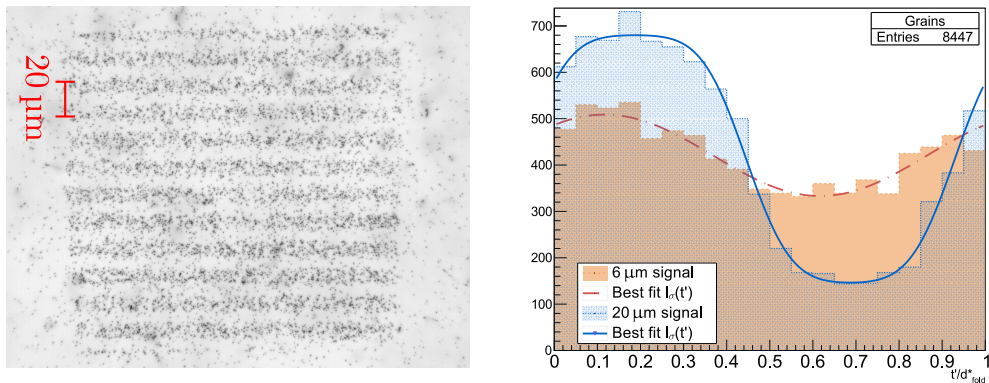 20 µm
Grains
Entries 8447
700
600
500
400
300
200
100
0
6 µm signal
Best fit Iσ(t')
20 µm signal
Best fit Iσ(t')
0 0.1 0.2 0.3 0.4 0.5 0.6 0.7 0.8 0.9 1
t'/d*fold